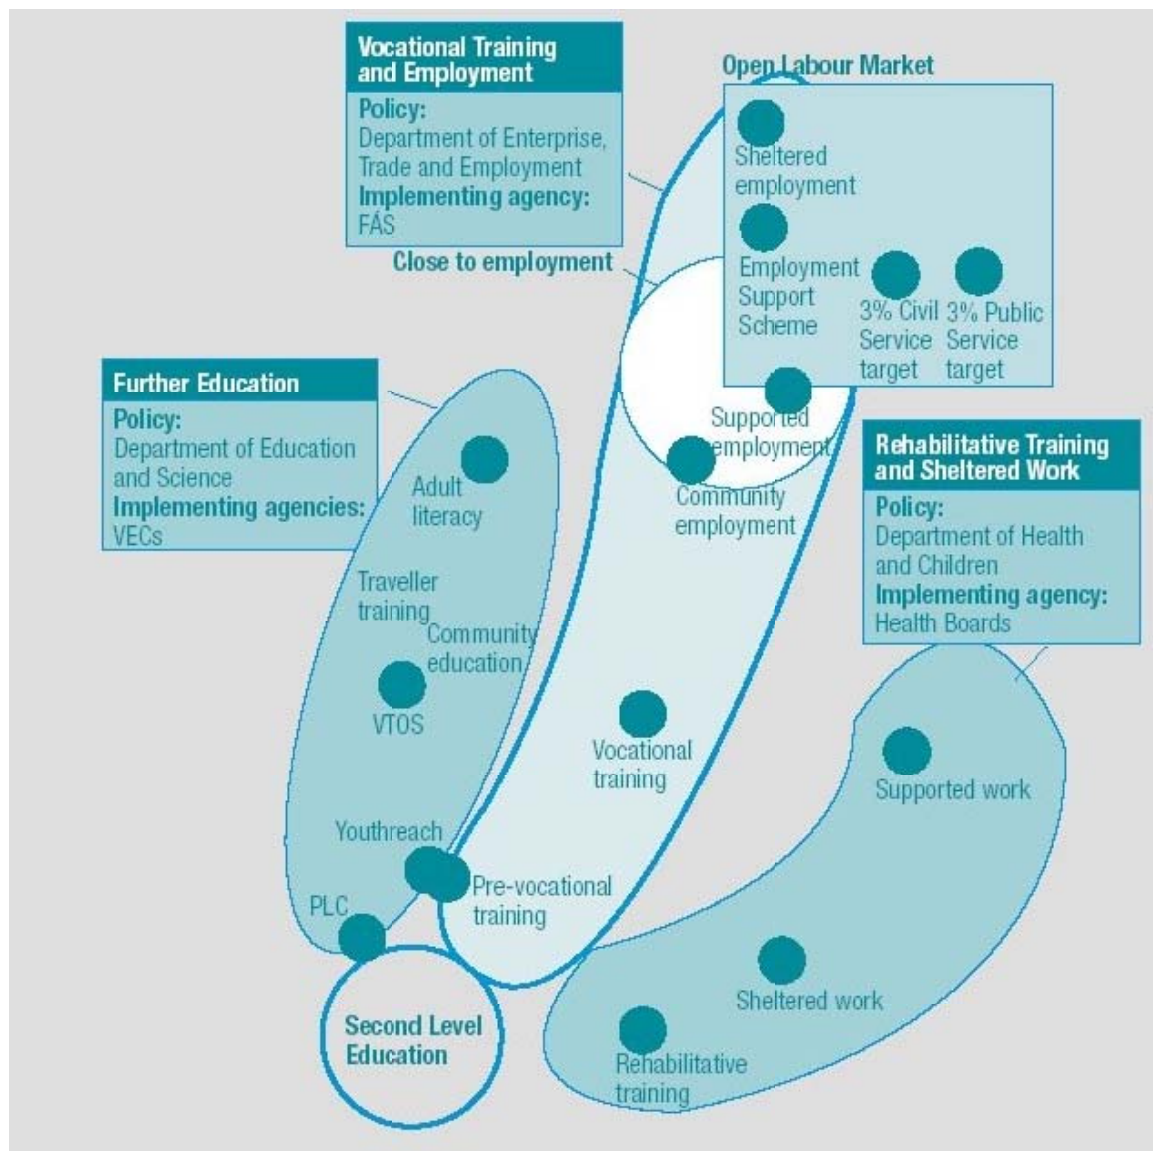 Vocational Training
and Employment
Policy:
Department of Enterprise,
Trade and Employment
Implementing agency:
FÁS
Open Labour Market
Sheltered
employment
Employment
Support
Scheme
3% Civil
Service
target
3% Public
Service
target
Close to employment
Supported
employment
Community
employment
Further Education
Policy:
Department of Education
and Science
Implementing agencies:
VECs
Adult
literacy
Traveller
training
Community
education
VTOS
Youthreach
PLC
Rehabilitative Training
and Sheltered Work
Policy:
Department of Health
and Children
Implementing agency:
Health Boards
Vocational
training
Pre-vocational
training
Supported work
Sheltered work
Rehabilitative
training
Second Level
Education